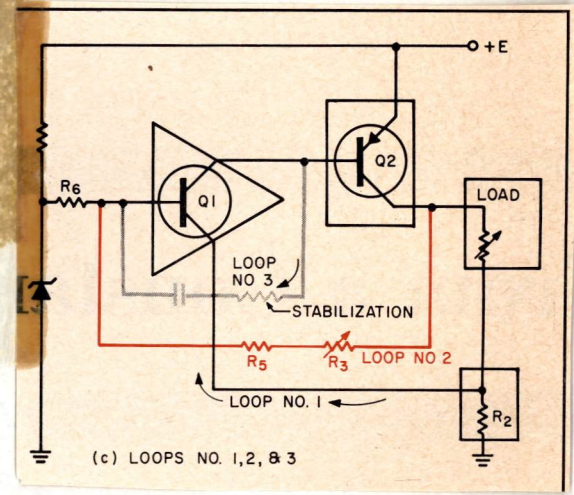 +E
R6
Q1
Q2
LOAD
LOOP
NO 3
STABILIZATION
R5
R3
LOOP NO 2
LOOP NO. 1
R2
(c) LOOPS NO. 1,2, & 3